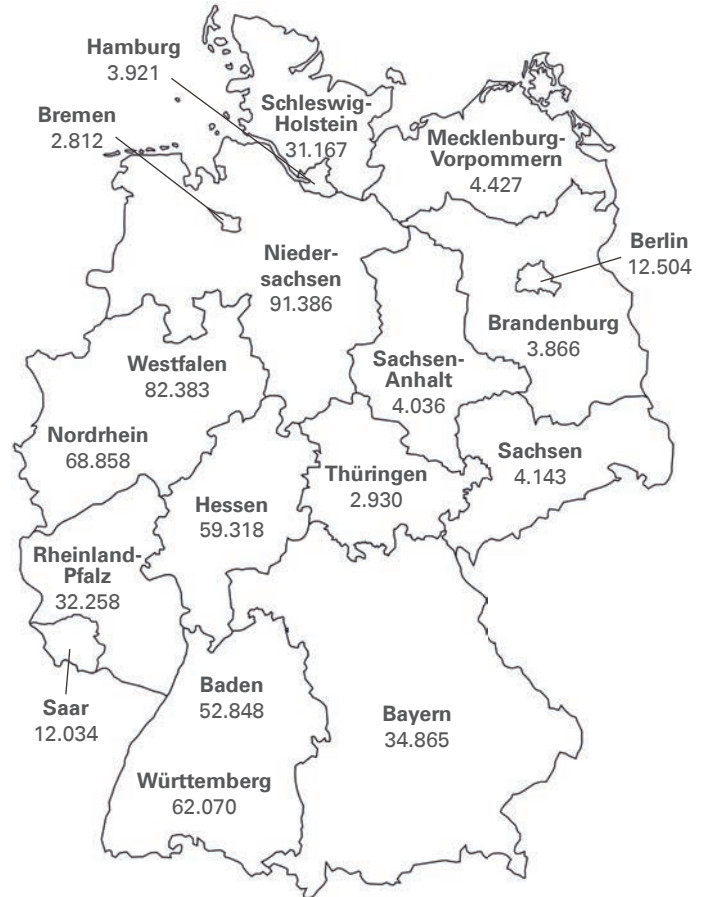 Hamburg
3.921
Schleswig-
Holstein
31.167
Bremen
2.812
Mecklenburg-
Vorpommern
4.427
Nieder-
sachsen
91.386
Berlin
12.504
Brandenburg
3.866
Westfalen
82.383
Sachsen-
Anhalt
4.036
Nordrhein
68.858
Sachsen
4.143
Thüringen
2.930
Hessen
59.318
Rheinland-
Pfalz
32.258
Saar
12.034
Baden
52.848
Bayern
34.865
Württemberg
62.070